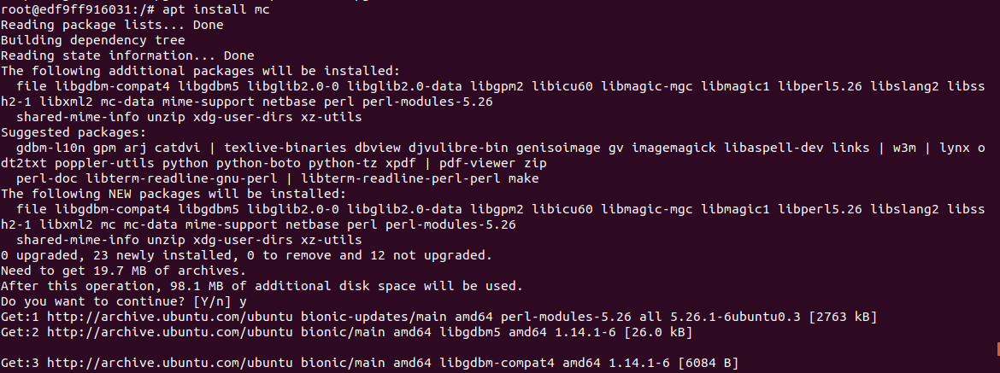 root@edf9ff916031:/# apt install mc
Reading package lists... Done
Building dependency tree
Reading state information... Done
The following additional packages will be installed:
  file libgdbm-compat4 libgdbm5 libglib2.0-0 libglib2.0-data libgpm2 libicu60 libmagic-mgc libmagic1 libperl5.26 libslang2 libss
h2-1 libxml2 mc-data mime-support netbase perl perl-modules-5.26
  shared-mime-info unzip xdg-user-dirs xz-utils
Suggested packages:
  gdbm-l10n gpm arj catdvi | texlive-binaries dbview djvulibre-bin genisoimage gv imagemagick libaspell-dev links | w3m | lynx o
dt2txt poppler-utils python python-boto python-tz xpdf | pdf-viewer zip
  perl-doc libterm-readline-gnu-perl | libterm-readline-perl-perl make
The following NEW packages will be installed:
  file libgdbm-compat4 libgdbm5 libglib2.0-0 libglib2.0-data libgpm2 libicu60 libmagic-mgc libmagic1 libperl5.26 libslang2 libss
h2-1 libxml2 mc mc-data mime-support netbase perl perl-modules-5.26
  shared-mime-info unzip xdg-user-dirs xz-utils
0 upgraded, 23 newly installed, 0 to remove and 12 not upgraded.
Need to get 19.7 MB of archives.
After this operation, 98.1 MB of additional disk space will be used.
Do you want to continue? [Y/n] y
Get:1 http://archive.ubuntu.com/ubuntu bionic-updates/main amd64 perl-modules-5.26 all 5.26.1-6ubuntu0.3 [2763 kB]
Get:2 http://archive.ubuntu.com/ubuntu bionic/main amd64 libgdbm5 amd64 1.14.1-6 [26.0 kB]
Get:3 http://archive.ubuntu.com/ubuntu bionic/main amd64 libgdbm-compat4 amd64 1.14.1-6 [6084 B]